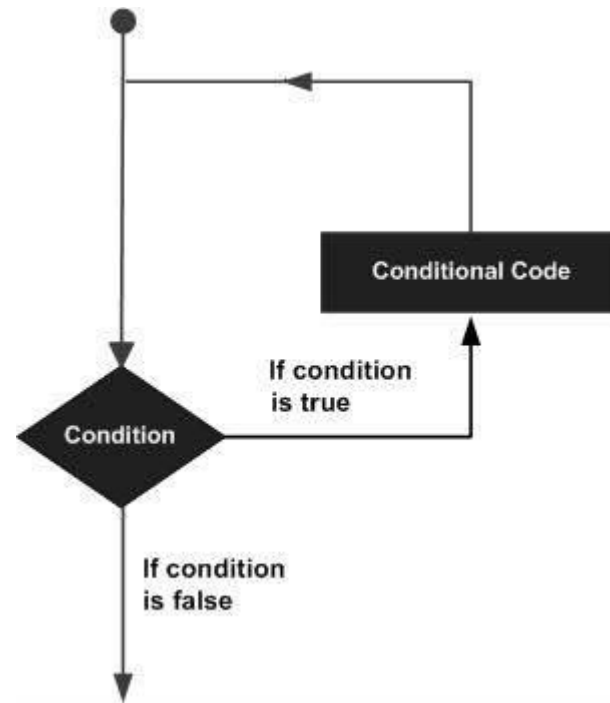 Conditional Code
If condition
is true
Condition
If condition
is false